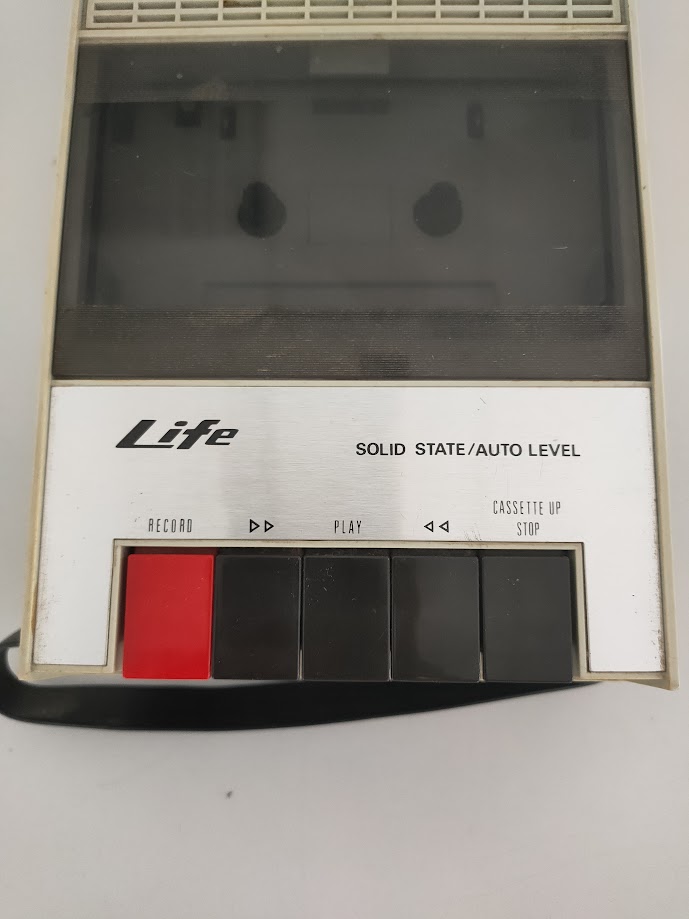 Life
SOLID STATE/AUTO LEVEL
RECORD
PLAY
CASSETTE UP
STOP